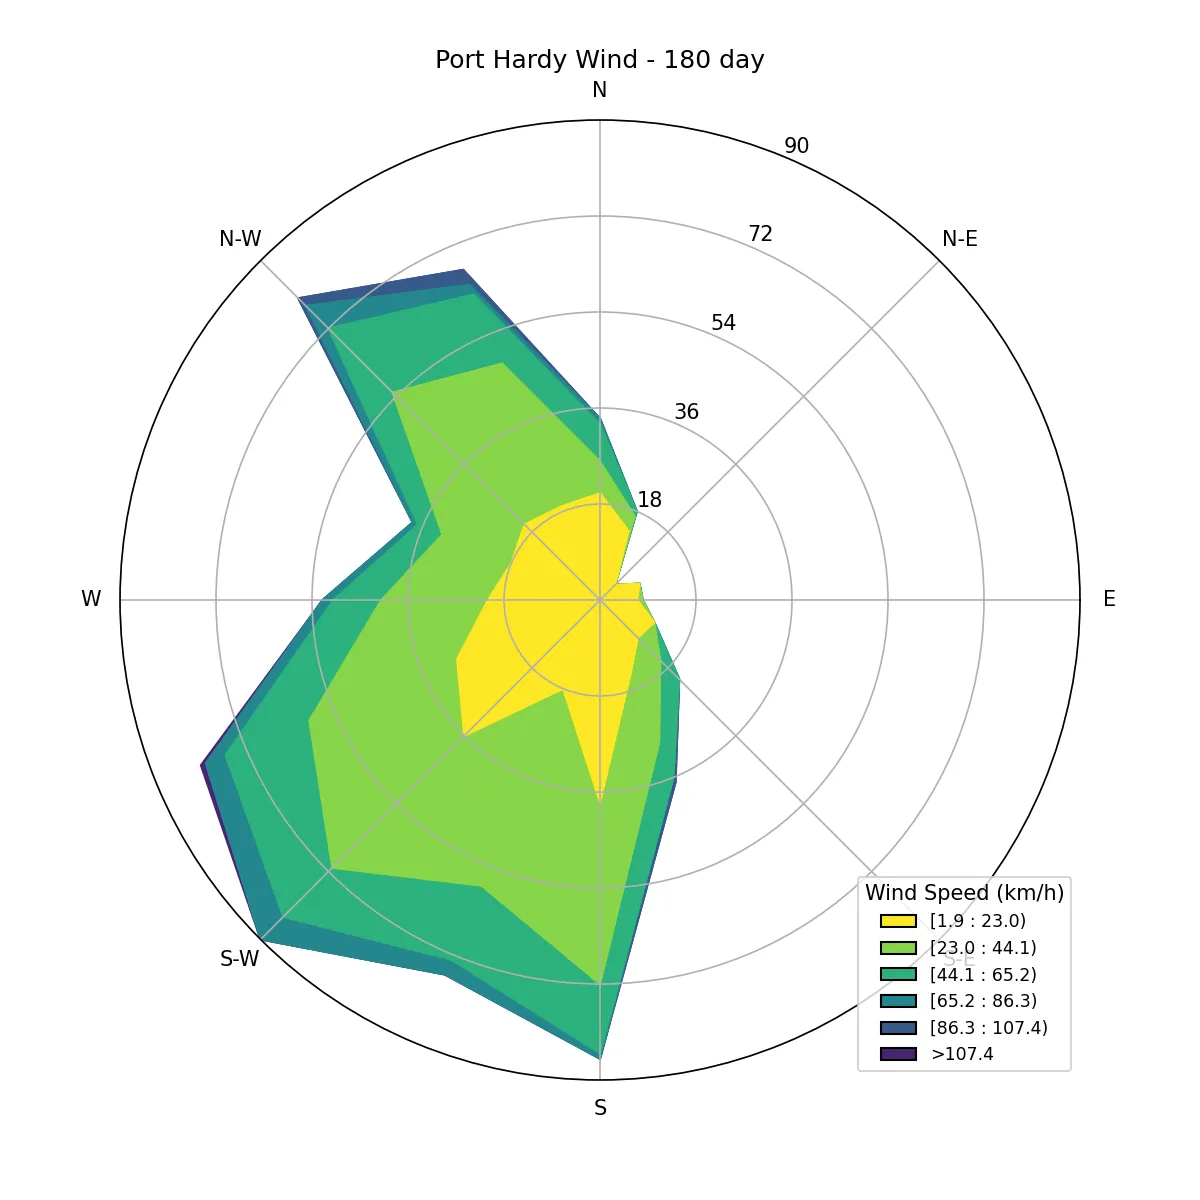 Port Hardy Wind - 180 day
N
90
N-W
72
N-E
54
36
18
W
E
Wind Speed (km/h)
[1.9 : 23.0)
[23.0 : 44.1)
S-W
S-E
[44.1 : 65.2)
[65.2 : 86.3)
[86.3 : 107.4)
>107.4
S